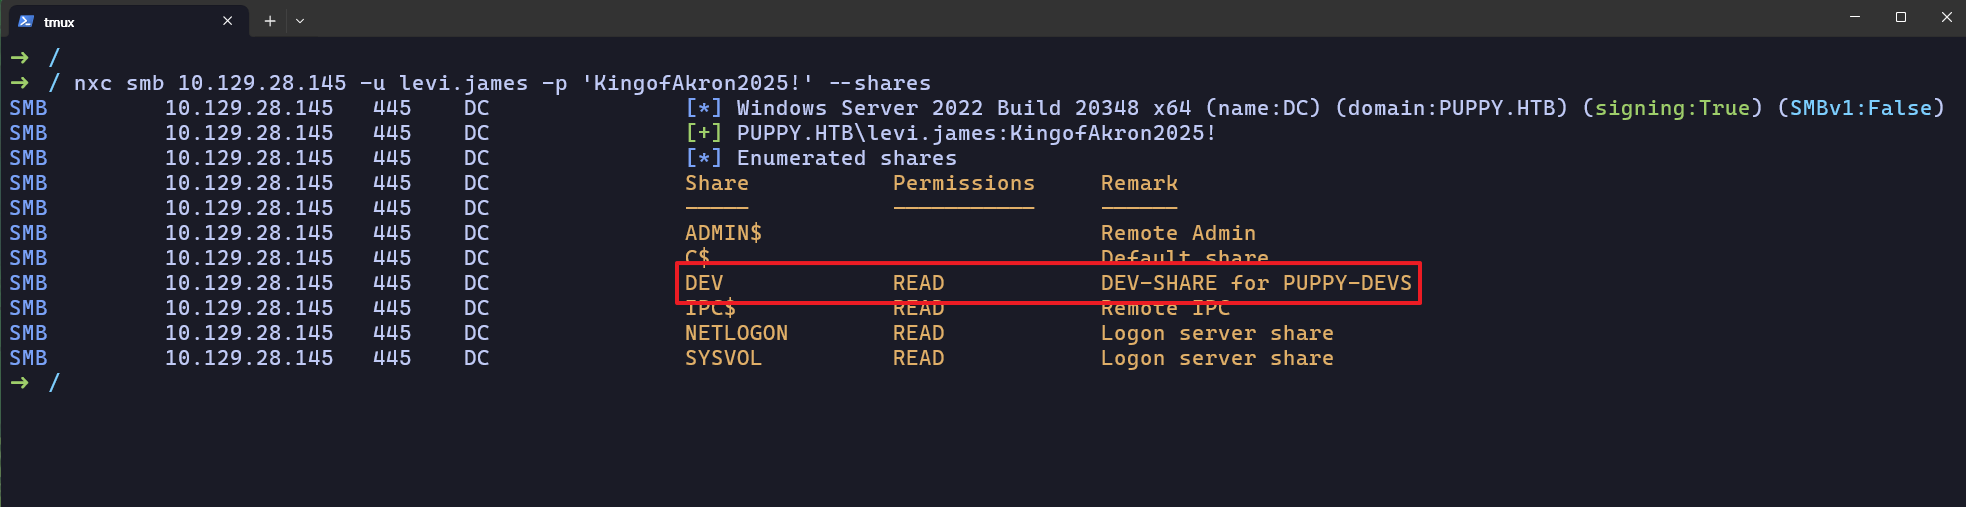 tmux
➜ /
➜ / nxc smb 10.129.28.145 -u levi.james -p 'KingofAkron2025!' --shares
SMB 10.129.28.145 445 DC [*] Windows Server 2022 Build 20348 x64 (name:DC) (domain:PUPPY.HTB) (signing:True) (SMBv1:False)
SMB 10.129.28.145 445 DC [+] PUPPY.HTB\levi.james:KingofAkron2025!
SMB 10.129.28.145 445 DC [*] Enumerated shares
SMB 10.129.28.145 445 DC Share Permissions Remark
SMB 10.129.28.145 445 DC ----- ----------- ------
SMB 10.129.28.145 445 DC ADMIN$ Remote Admin
SMB 10.129.28.145 445 DC C$ Default share
SMB 10.129.28.145 445 DC DEV READ DEV-SHARE for PUPPY-DEVS
SMB 10.129.28.145 445 DC IPC$ READ Remote IPC
SMB 10.129.28.145 445 DC NETLOGON READ Logon server share
SMB 10.129.28.145 445 DC SYSVOL READ Logon server share
➜ /